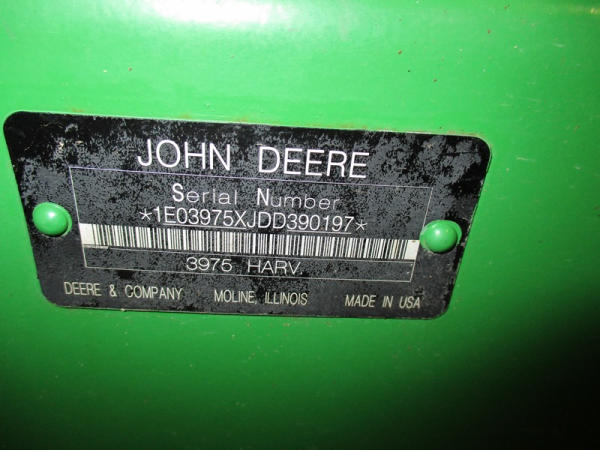 JOHN DEERE
Serial Number
*1E03975XJDD390197*
3975 HARV.
DEERE & COMPANY MOLINE, ILLINOIS MADE IN USA